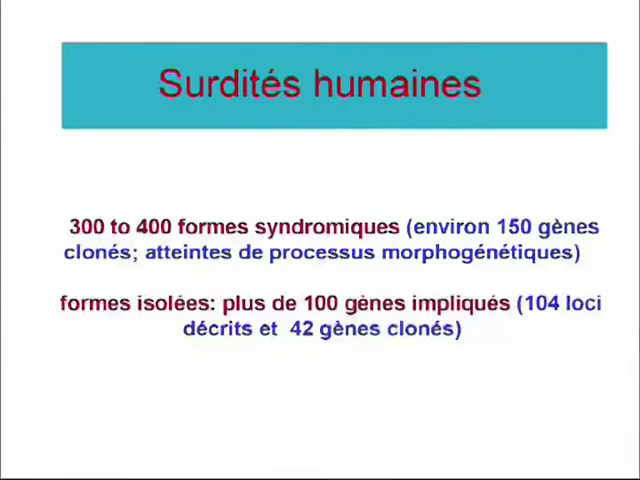 Surdités humaines
300 to 400 formes syndromiques (environ 150 gènes
clonés; atteintes de processus morphogénétiques)
formes isolées: plus de 100 gènes impliqués (104 loci
décrits et 42 gènes clonés)